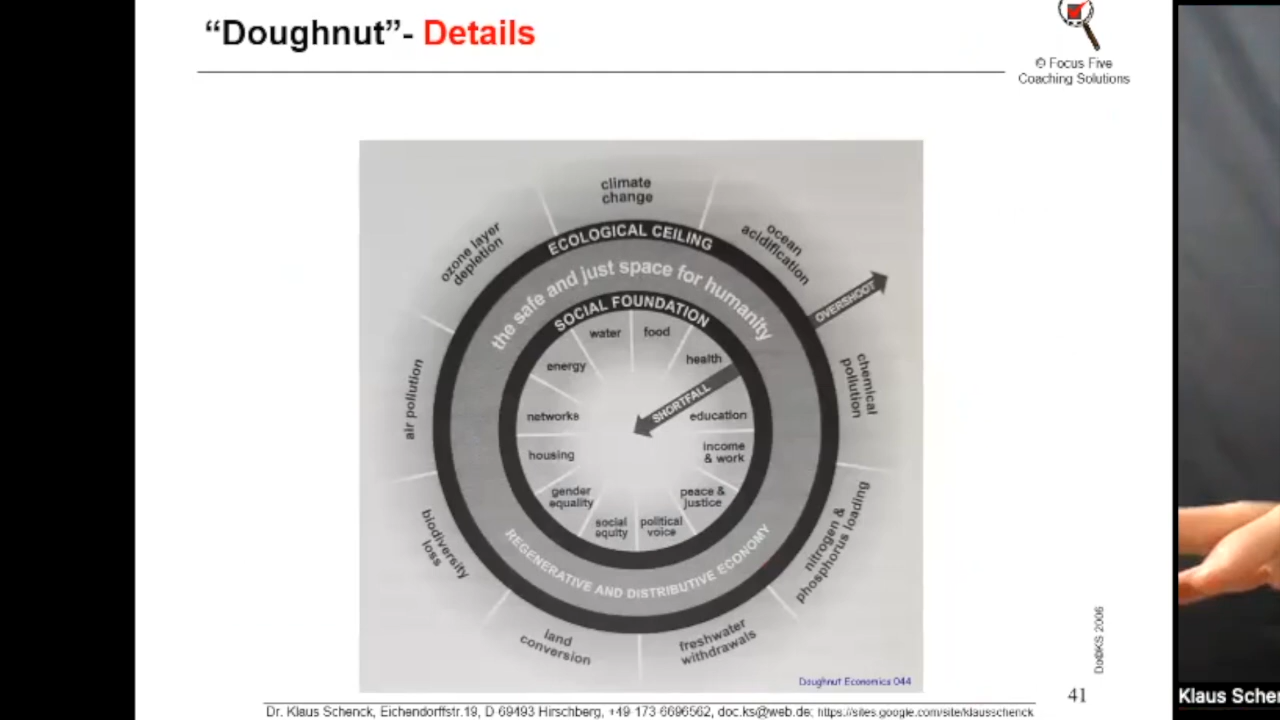 “Doughnut”- Details
© Focus Five
Coaching Solutions
climate
change
ozone layer
depletion
ocean
acidification
ECOLOGICAL CEILING
the safe and just space for humanity
SOCIAL FOUNDATION
OVERSHOOT
water
food
energy
health
SHORTFALL
air pollution
chemical
pollution
networks
education
housing
income
& work
gender
equality
peace &
justice
social
equity
political
voice
biodiversity
loss
nitrogen &
phosphorus loading
REGENERATIVE AND DISTRIBUTIVE ECONOMY
land
conversion
freshwater
withdrawals
Doughnut Economics 044
2006
41
Klaus Sche
Dr. Klaus Schenck, Eichendorffstr.19, D 69493 Hirschberg, +49 173 6696562, doc.ks@web.de; https://sites.google.com/site/klausschenck